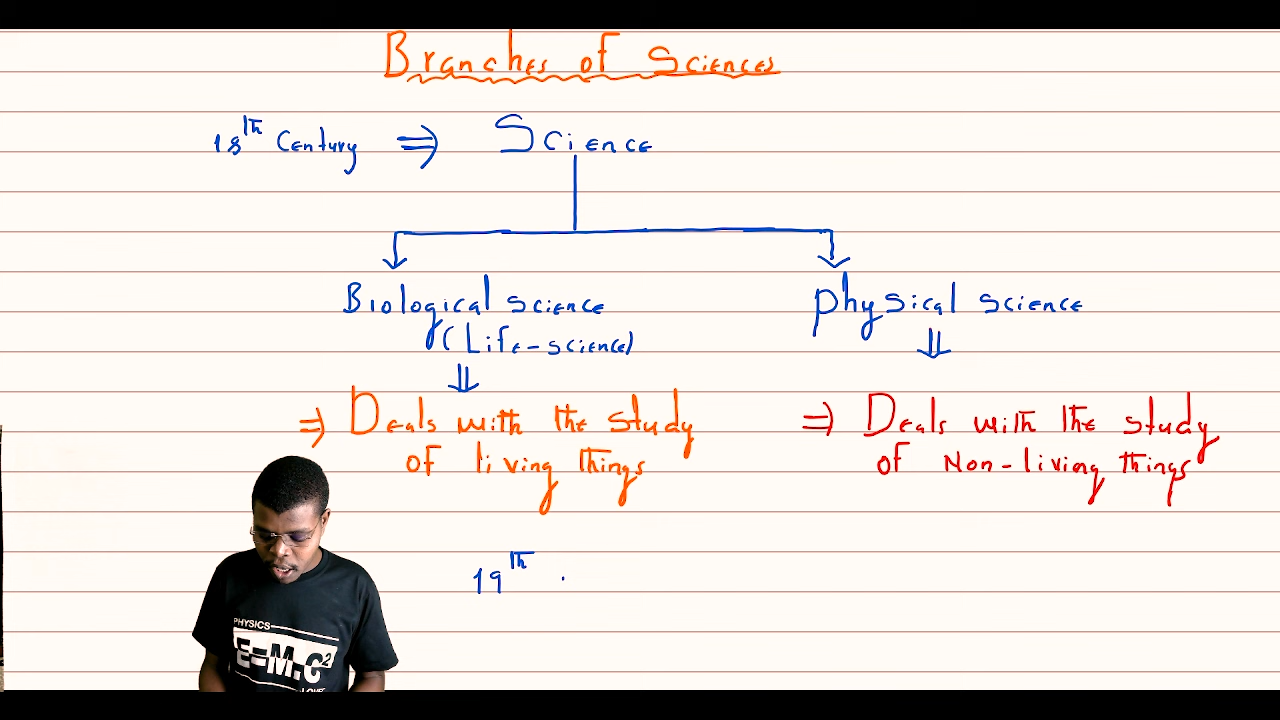 Branches of Sciences
18th Century ⇒ Science
Biological science
(Life-science)
Physical science
⇒ Deals with the study
of living things
⇒ Deals with the study
of Non-living things
19th
PHYSICS
E=M.C²